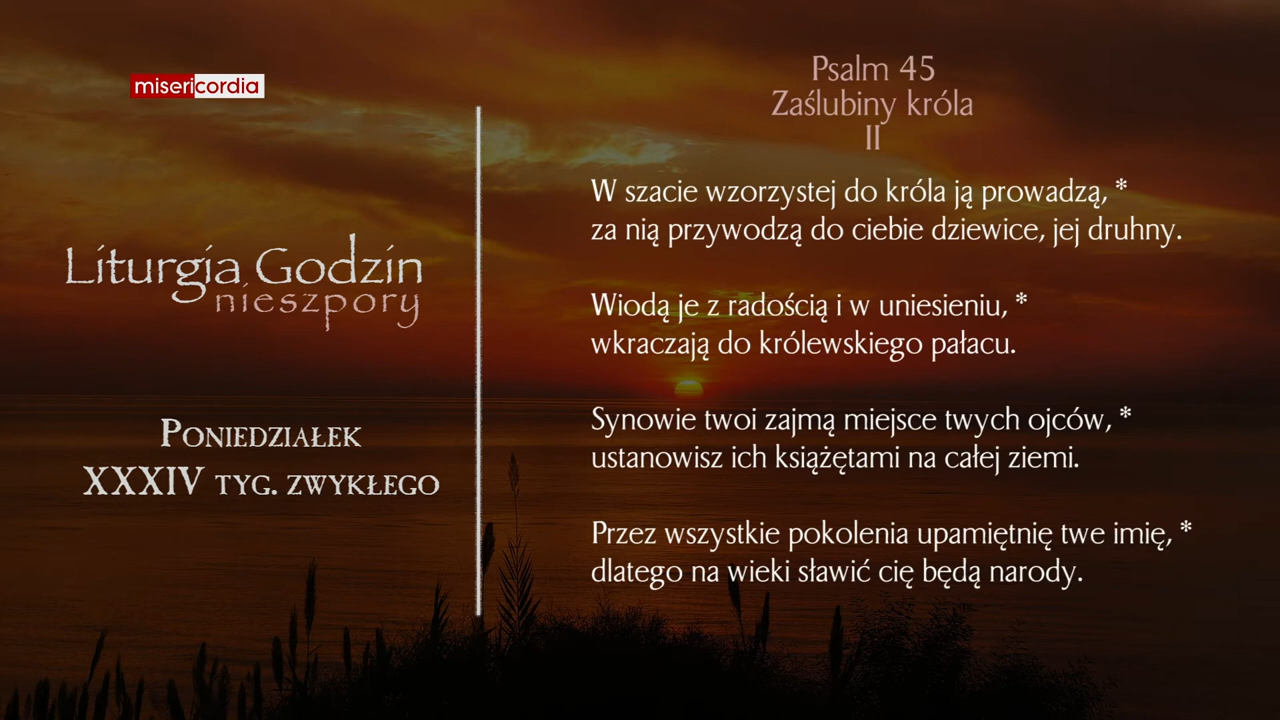 misericordia
Liturgia Godzin
nieszpory
Poniedziałek
XXXIV tyg. zwykłego
Psalm 45
Zaślubiny króla
II
W szacie wzorzystej do króla ją prowadzą, *
za nią przywodzą do ciebie dziewice, jej druhny.
Wiodą je z radością i w uniesieniu, *
wkraczają do królewskiego pałacu.
Synowie twoi zajmą miejsce twych ojców, *
ustanowisz ich książętami na całej ziemi.
Przez wszystkie pokolenia upamiętnię twe imię, *
dlatego na wieki sławić cię będą narody.